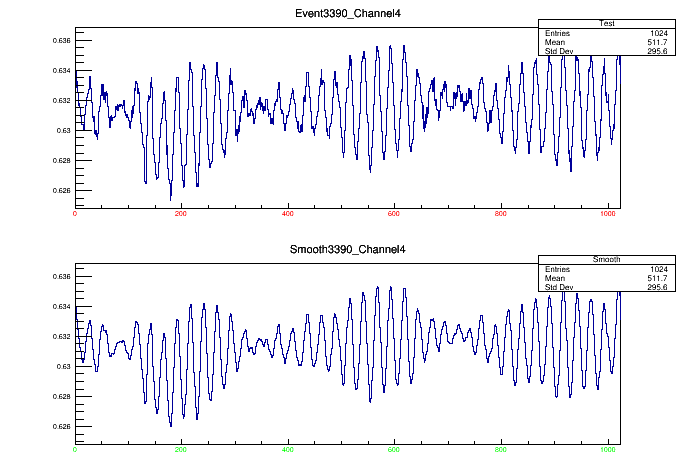 Event3390_Channel4
Test
Entries 1024
Mean 511.7
Std Dev 295.6
0.636
0.634
0.632
0.63
0.628
0.626
0 200 400 600 800 1000
Smooth3390_Channel4
Smooth
Entries 1024
Mean 511.7
Std Dev 295.6
0.636
0.634
0.632
0.63
0.628
0.626
0 200 400 600 800 1000